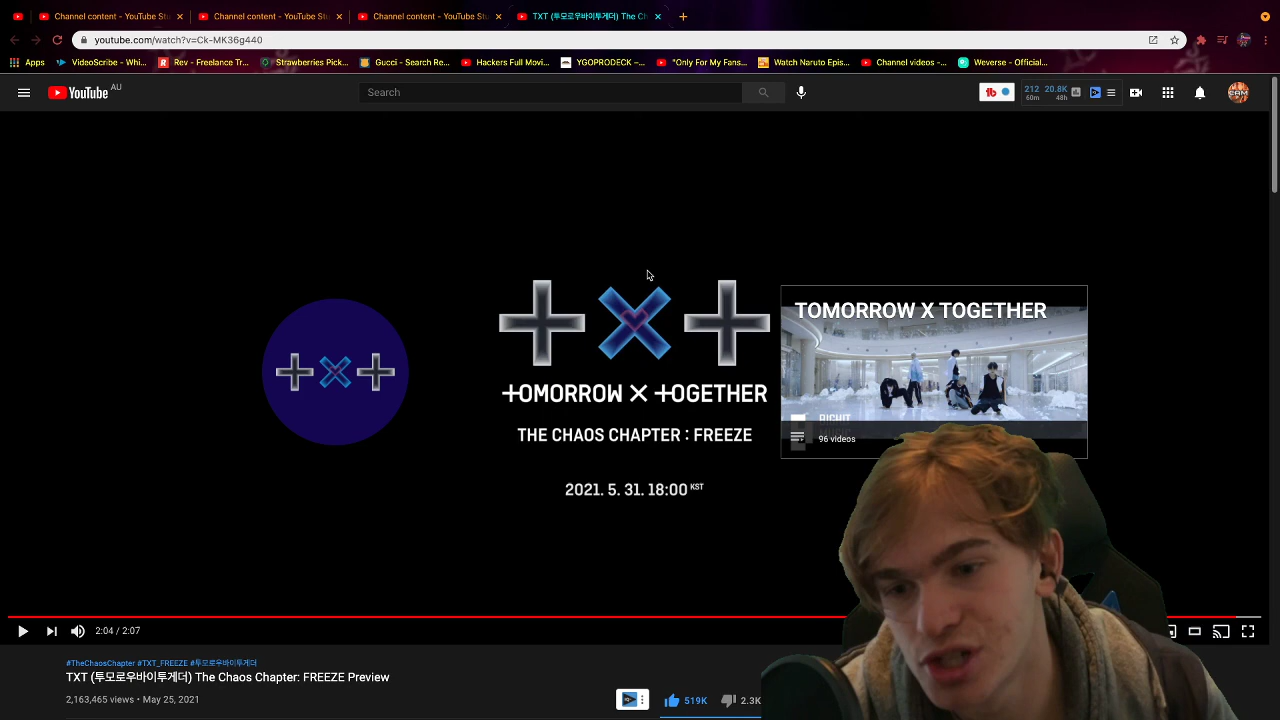 Channel content - YouTube Stu
Channel content - YouTube Stu
Channel content - YouTube Stu
TXT (투모로우바이투게더) The Ch
youtube.com/watch?v=Ck-MK36g440
Apps
VideoScribe - Whi...
Rev - Freelance Tr...
Strawberries Pick...
Gucci - Search Re...
Hackers Full Movi...
YGOPRODECK –...
"Only For My Fans...
Watch Naruto Epis...
Channel videos -...
Weverse - Official...
YouTube AU
Search
212 20.8K
60m 48h
TOMORROW X TOGETHER
TOMORROW X TOGETHER
THE CHAOS CHAPTER : FREEZE
2021. 5. 31. 18:00 KST
BIGHIT
96 videos
2:04 / 2:07
#TheChaosChapter #TXT_FREEZE #투모로우바이투게더
TXT (투모로우바이투게더) The Chaos Chapter: FREEZE Preview
2,163,465 views • May 25, 2021
519K
2.3K